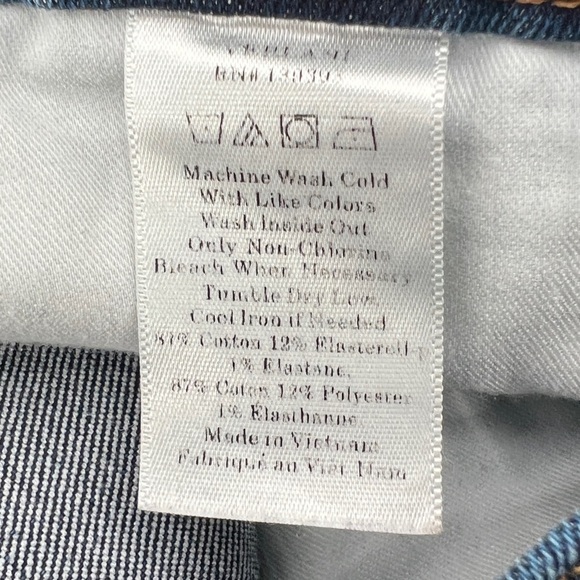 Machine Wash Cold
With Like Colors
Wash Inside Out
Only Non-Chlorine
Bleach When Necessary
Tumble Dry Low
Cool Iron if Needed
87% Cotton 12%
1% Elastane,
87% Coton 12% Polyester
1% Elasthanne
Made in Vietnam
Fabriqué au Viet Nam